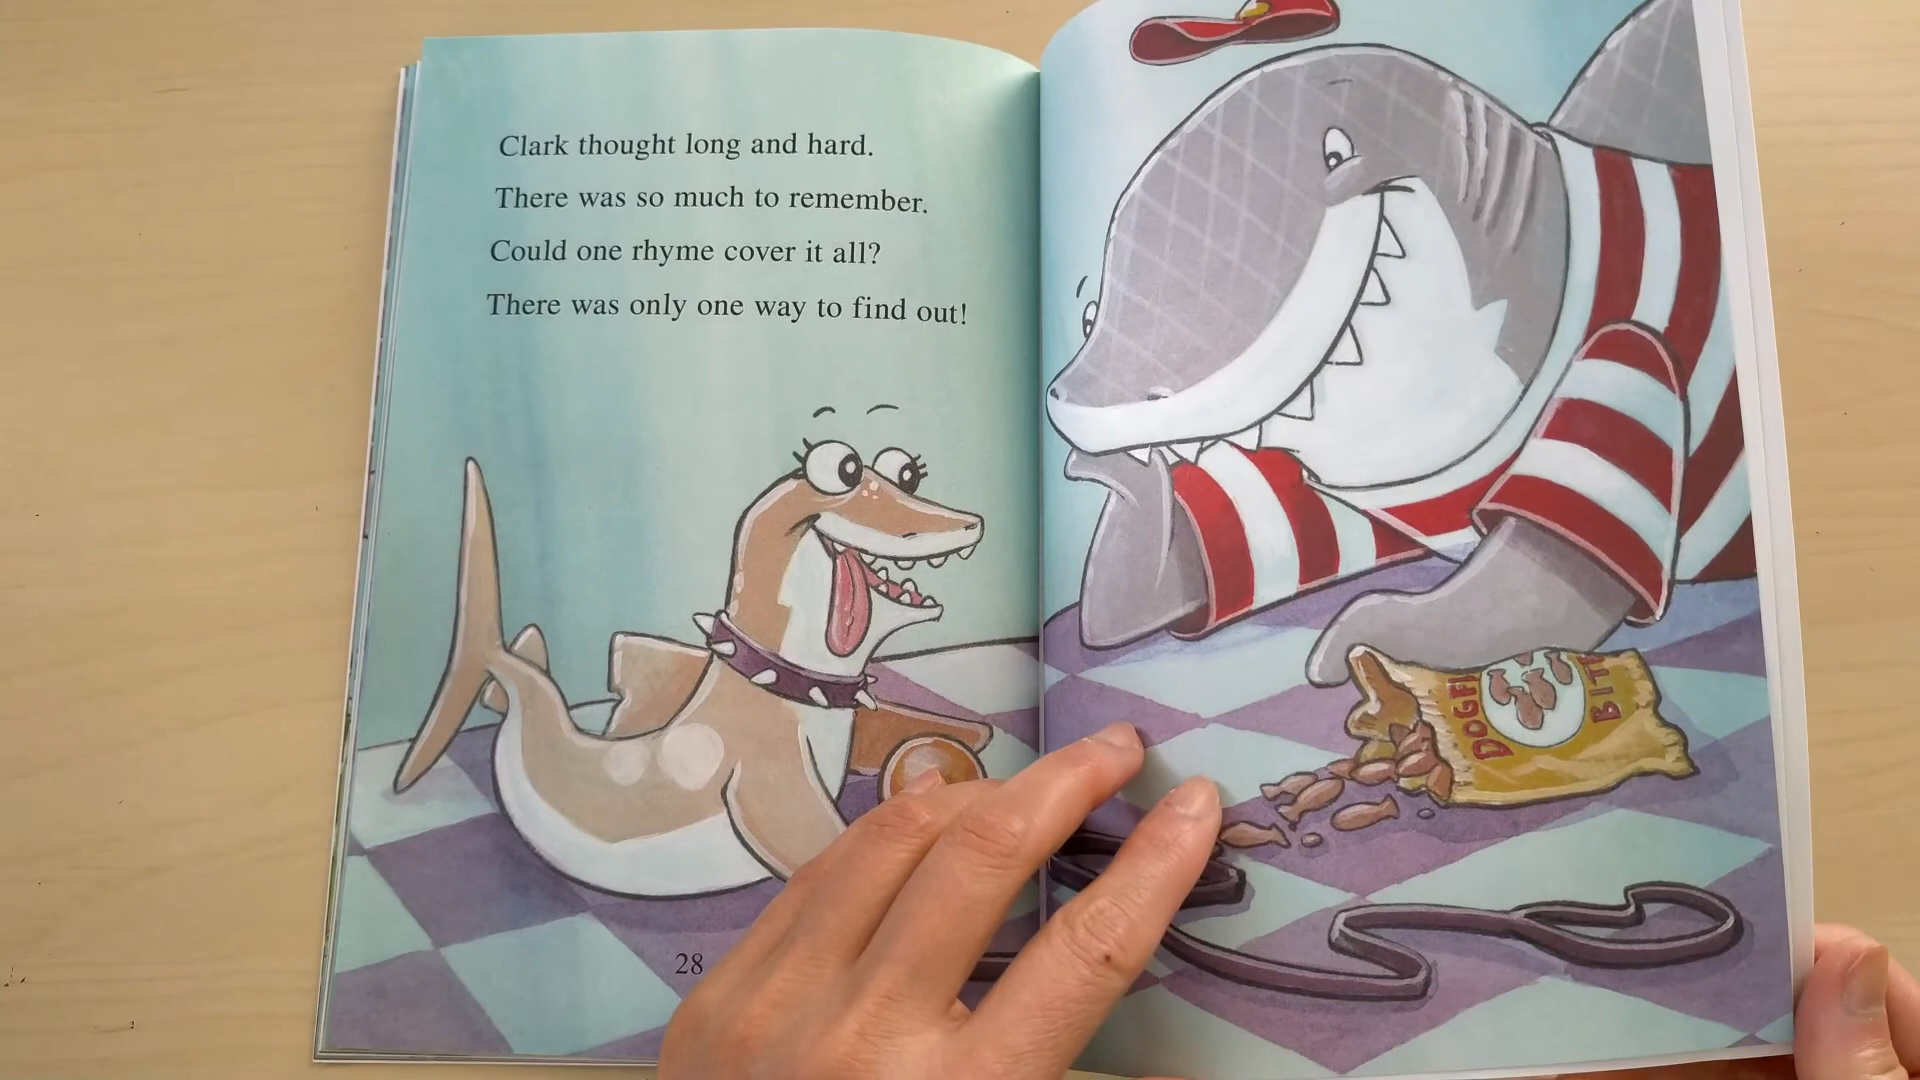 Clark thought long and hard.
There was so much to remember.
Could one rhyme cover it all?
There was only one way to find out!
28